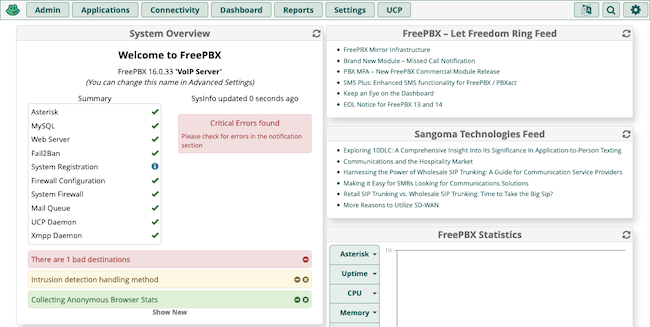 Admin
Applications
Connectivity
Dashboard
Reports
Settings
UCP
System Overview
Welcome to FreePBX
FreePBX 16.0.33 'VoIP Server'
(You can change this name in Advanced Settings)
Summary
SysInfo updated 0 seconds ago
Asterisk
MySQL
Web Server
Fail2Ban
System Registration
Firewall Configuration
System Firewall
Mail Queue
UCP Daemon
Xmpp Daemon
Critical Errors found
Please check for errors in the notification
section
There are 1 bad destinations
Intrusion detection handling method
Collecting Anonymous Browser Stats
Show New
FreePBX – Let Freedom Ring Feed
FreePBX Mirror Infrastructure
Brand New Module – Missed Call Notification
PBX MFA – New FreePBX Commercial Module Release
SMS Plus: Enhanced SMS functionality for FreePBX / PBXact
Keep an Eye on the Dashboard
EOL Notice for FreePBX 13 and 14
Sangoma Technologies Feed
Exploring 10DLC: A Comprehensive Insight Into Its Significance In Application-to-Person Texting
Communications and the Hospitality Market
Harnessing the Power of Wholesale SIP Trunking: A Guide for Communication Service Providers
Making it Easy for SMBs Looking for Communications Solutions
Retail SIP Trunking vs. Wholesale SIP Trunking: Time to Take the Big Sip?
More Reasons to Utilize SD-WAN
FreePBX Statistics
Asterisk
Uptime
CPU
Memory
10